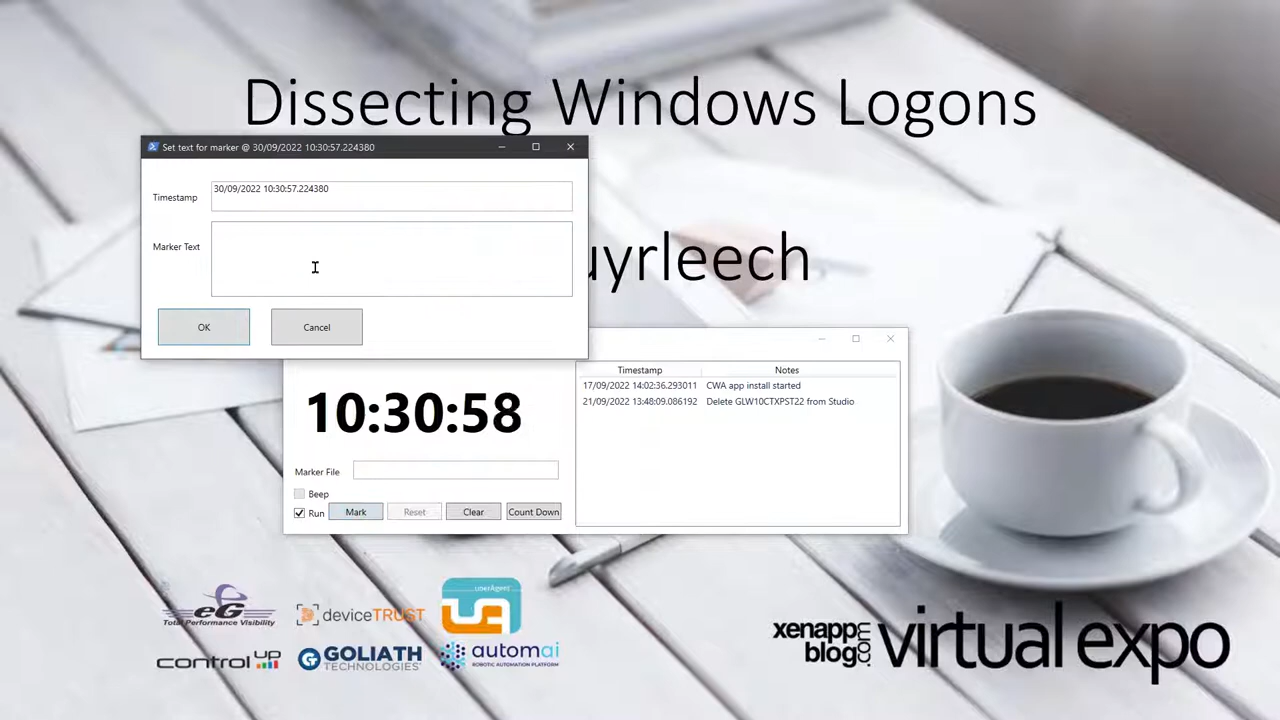 Dissecting Windows Logons
Set text for marker @ 30/09/2022 10:30:57.224380
Timestamp
30/09/2022 10:30:57.224380
Marker Text
uyrleech
OK
Cancel
Timestamp
Notes
17/09/2022 14:02:36.293011
CWA app install started
21/09/2022 13:48:09.086192
Delete GLW10CTXPST22 from Studio
10:30:58
Marker File
Beep
Run
Mark
Reset
Clear
Count Down
eG
Total Performance Visibility
deviceTRUST
userAgent
ua
control UP
GOLIATH
TECHNOLOGIES
automai
ROBOTIC AUTOMATION PLATFORM
xenapp
blog.com
virtual expo